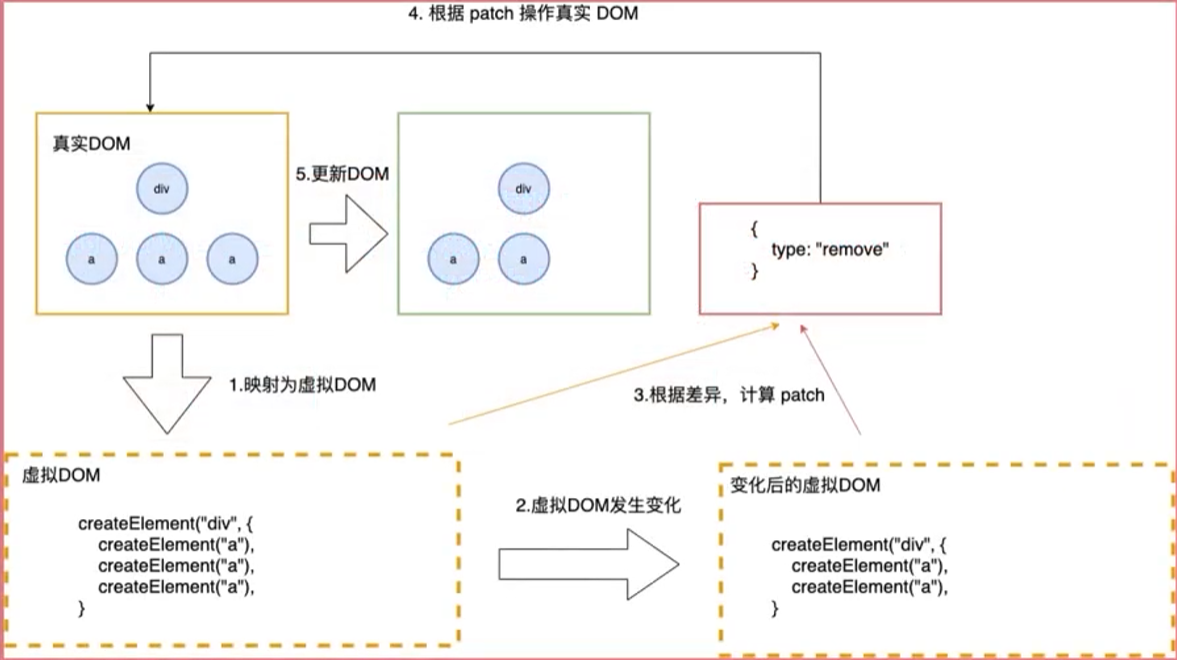 4. 根据 patch 操作真实 DOM
真实DOM
div
a
a
a
5.更新DOM
div
a
a
{
type: "remove"
}
1.映射为虚拟DOM
3.根据差异，计算 patch
虚拟DOM
createElement("div", {
createElement("a"),
createElement("a"),
createElement("a"),
}
2.虚拟DOM发生变化
变化后的虚拟DOM
createElement("div", {
createElement("a"),
createElement("a"),
}